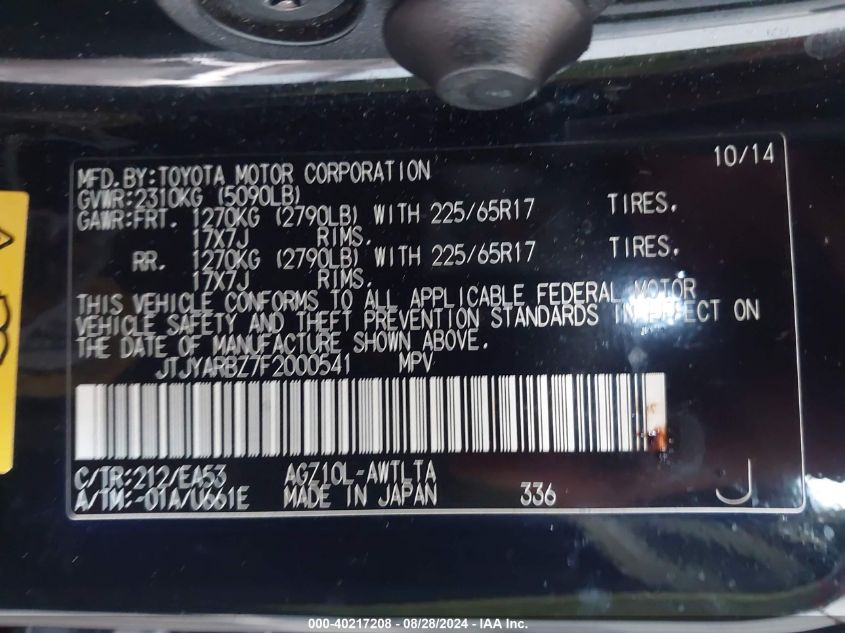 10/14
MFD.BY:TOYOTA MOTOR CORPORATION
GVWR:2310KG (5090LB)
GAWR:FRT. 1270KG (2790LB) WITH 225/65R17 TIRES.
17X7J RIMS.
RR. 1270KG (2790LB) WITH 225/65R17 TIRES.
17X7J RIMS.
THIS VEHICLE CONFORMS TO ALL APPLICABLE FEDERAL MOTOR
VEHICLE SAFETY AND THEFT PREVENTION STANDARDS IN EFFECT ON
THE DATE OF MANUFACTURE SHOWN ABOVE.
JTJYARBZ7F2000541 MPV
C/TR:212/EA53 AGZ10L-AWTLTA
A/TM:-01A/U661E MADE IN JAPAN 336 J
000-40217208 - 08/28/2024 - IAA Inc.